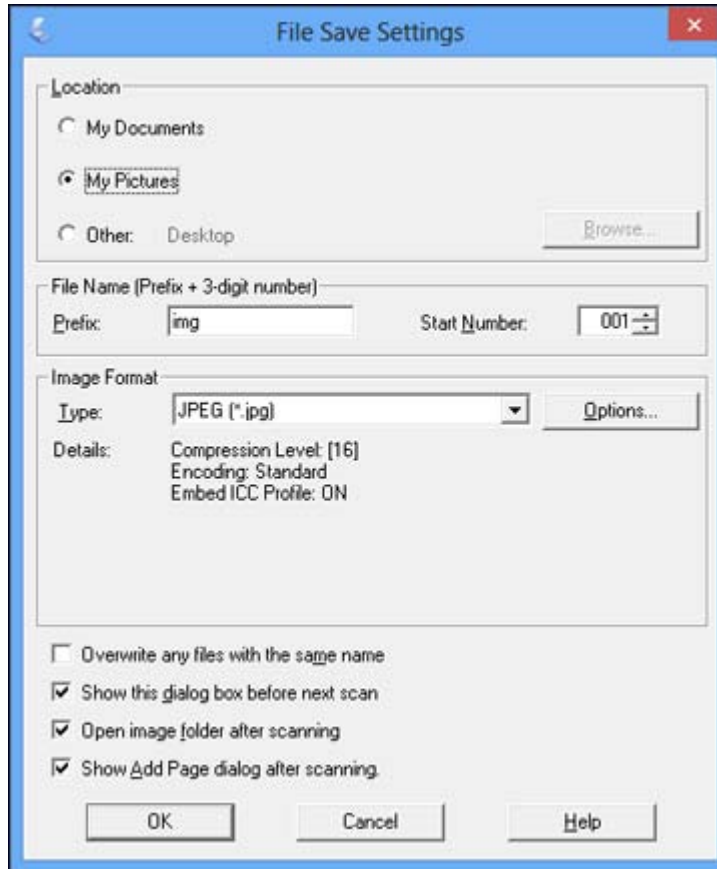 File Save Settings
Location
My Documents
My Pictures
Other: Desktop Browse...
File Name (Prefix + 3-digit number)
Prefix: img Start Number: 001
Image Format
Type: JPEG (*.jpg) Options...
Details: Compression Level: [16]
Encoding: Standard
Embed ICC Profile: ON
Overwrite any files with the same name
Show this dialog box before next scan
Open image folder after scanning
Show Add Page dialog after scanning.
OK Cancel Help